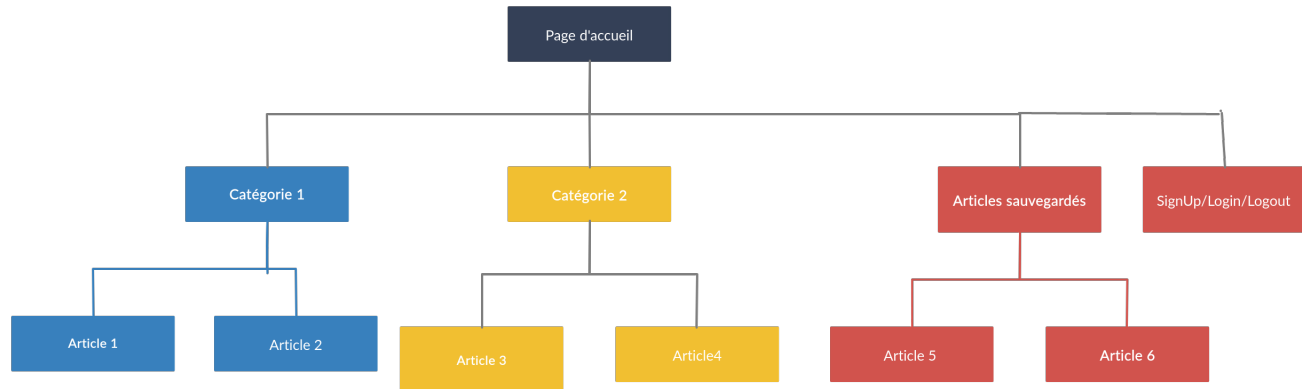 Page d'accueil
Catégorie 1
Catégorie 2
Articles sauvegardés
SignUp/Login/Logout
Article 1
Article 2
Article 3
Article4
Article 5
Article 6